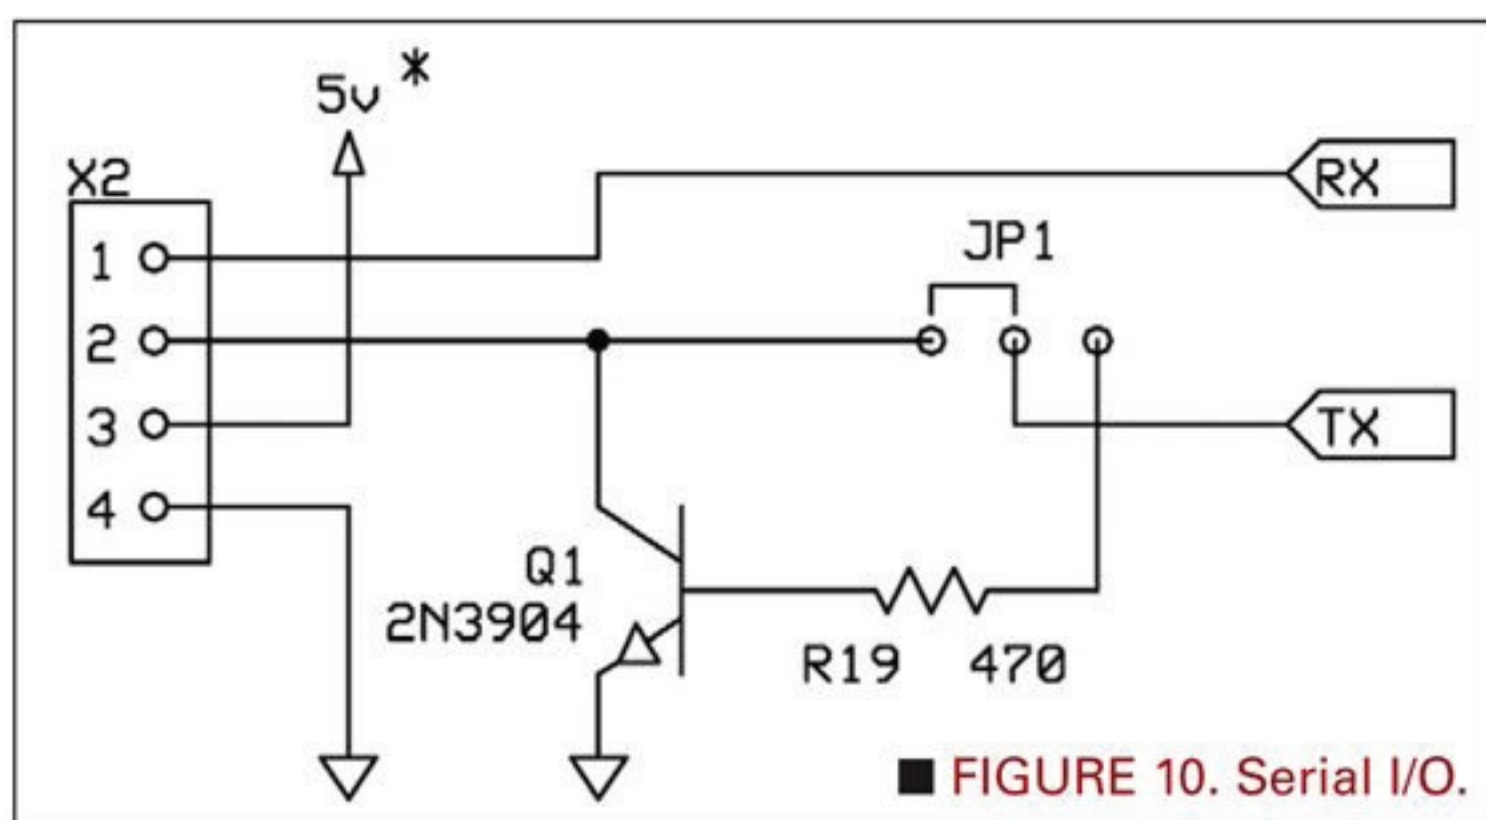 5v *
X2
1
RX
JP1
2
3
TX
4
Q1
2N3904
R19 470
■ FIGURE 10. Serial I/O.